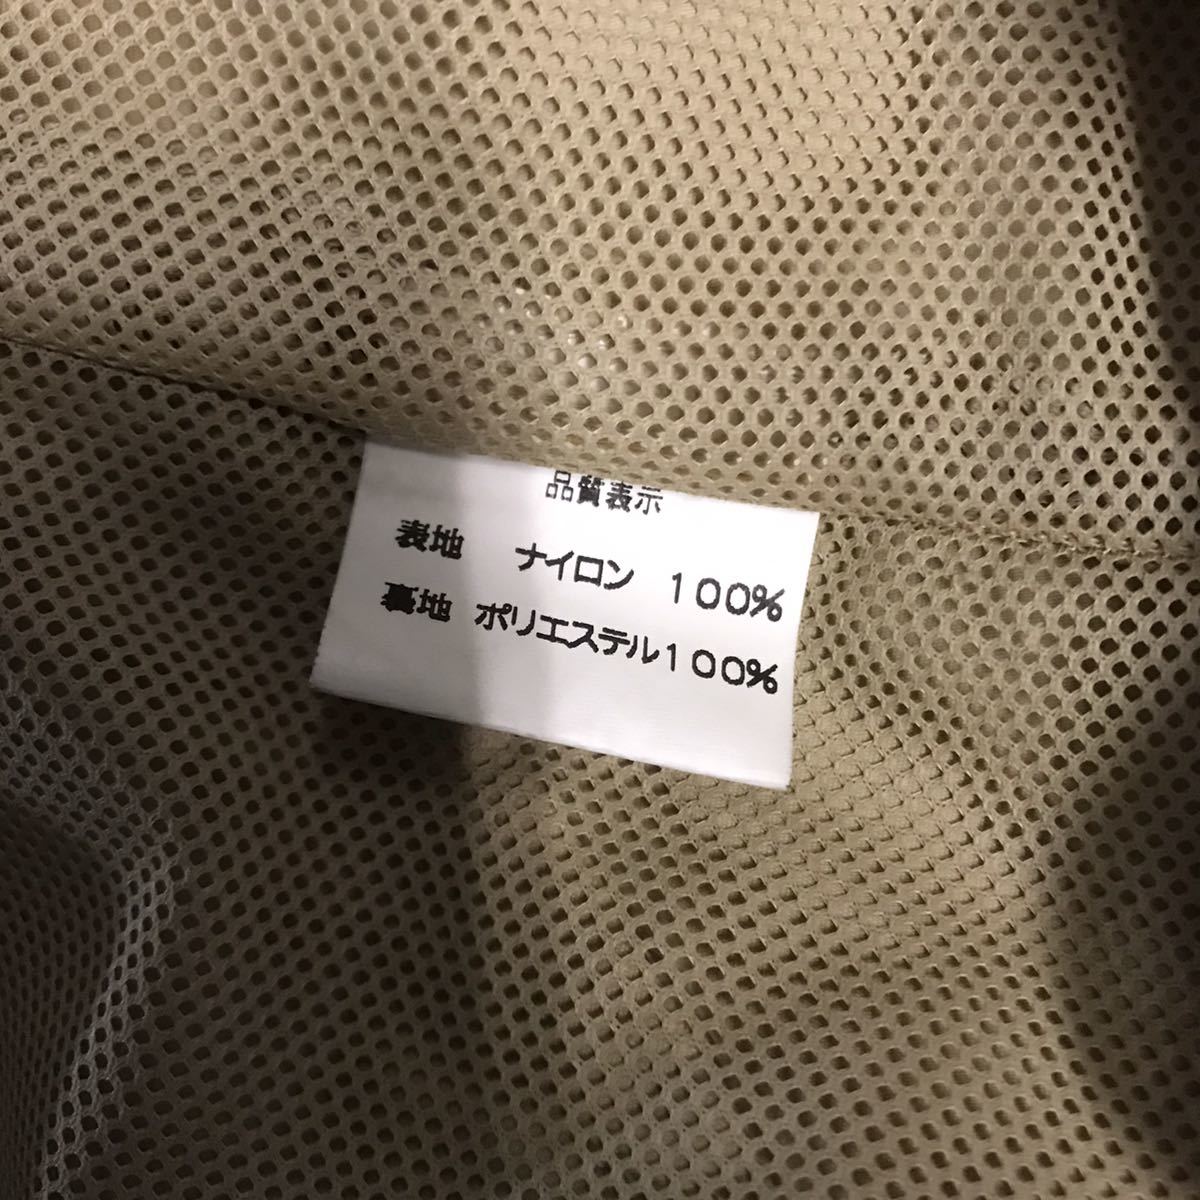 品質表示
表地 ナイロン 100%
裏地 ポリエステル100%